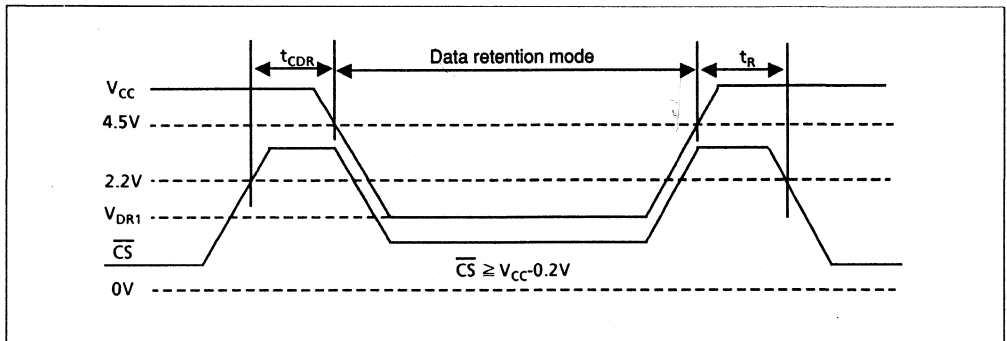 tCDR
Data retention mode
tR
VCC
4.5V
2.2V
VDR1
CS
CS ≧ VCC-0.2V
0V